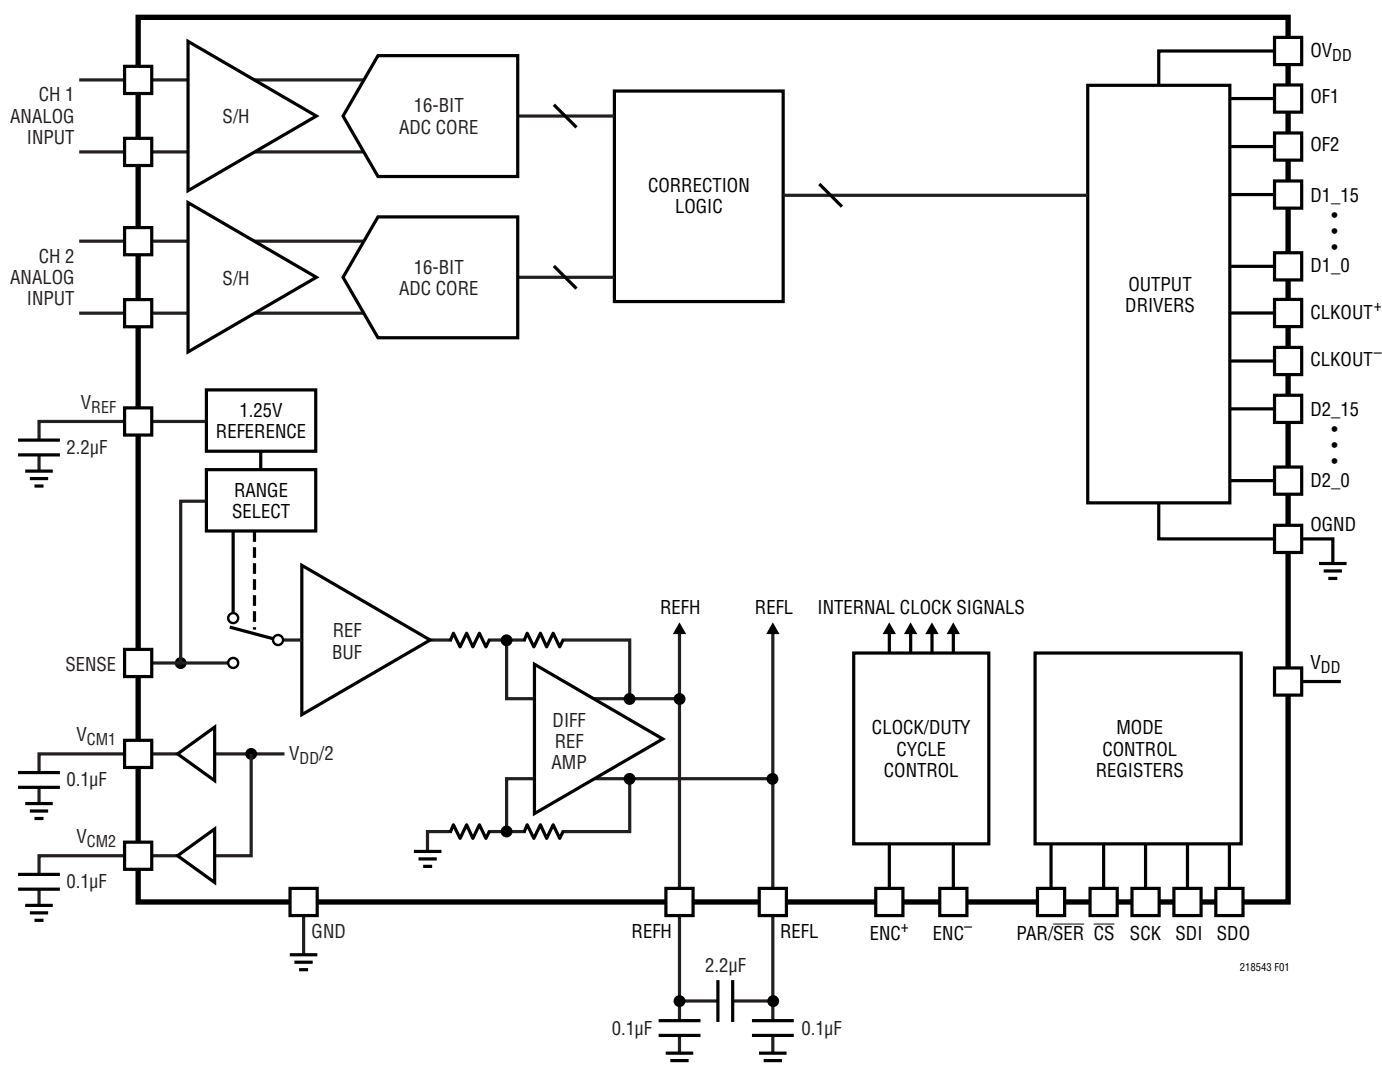 CH 1
ANALOG
INPUT
S/H
16-BIT
ADC CORE
CH 2
ANALOG
INPUT
S/H
16-BIT
ADC CORE
CORRECTION
LOGIC
OUTPUT
DRIVERS
OVDD
OF1
OF2
D1_15
D1_0
CLKOUT+
CLKOUT–
D2_15
D2_0
OGND
VDD
VREF
2.2µF
1.25V
REFERENCE
RANGE
SELECT
SENSE
REF
BUF
VCM1
0.1µF
VDD/2
VCM2
0.1µF
DIFF
REF
AMP
REFH
REFL
INTERNAL CLOCK SIGNALS
CLOCK/DUTY
CYCLE
CONTROL
MODE
CONTROL
REGISTERS
GND
REFH
REFL
ENC+
ENC–
PAR/S̅E̅R̅
C̅S̅
SCK
SDI
SDO
2.2µF
0.1µF
0.1µF
218543 F01